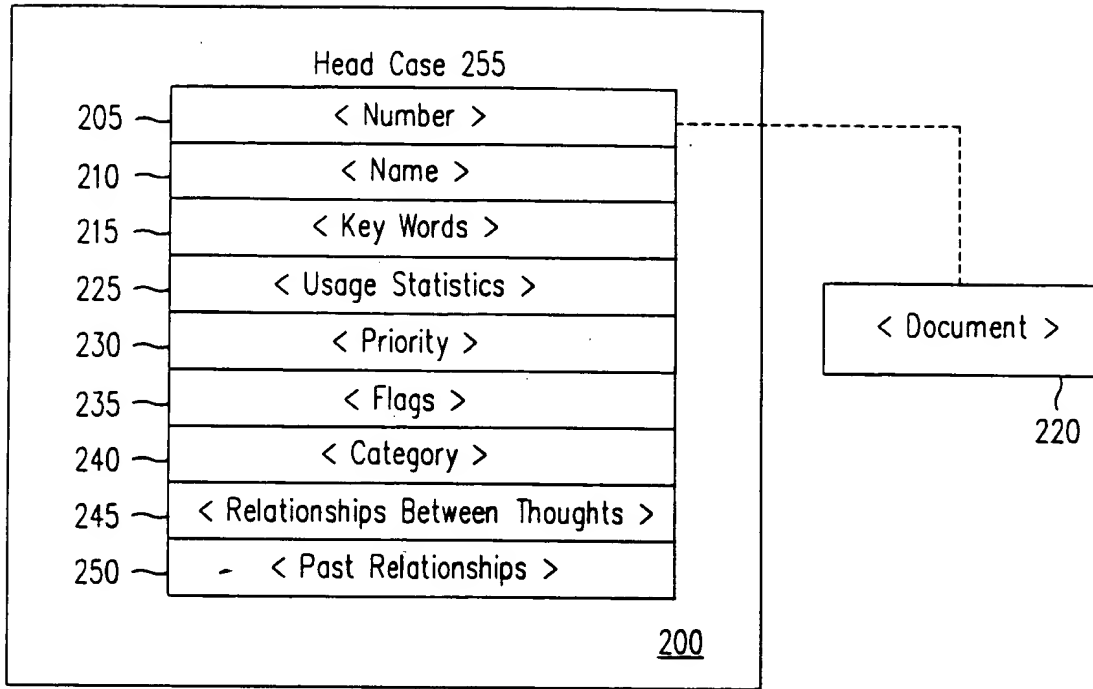 Head Case 255
205 < Number >
210 < Name >
215 < Key Words >
225 < Usage Statistics >
230 < Priority >
235 < Flags >
240 < Category >
245 < Relationships Between Thoughts >
250 < Past Relationships >
200
< Document >
220